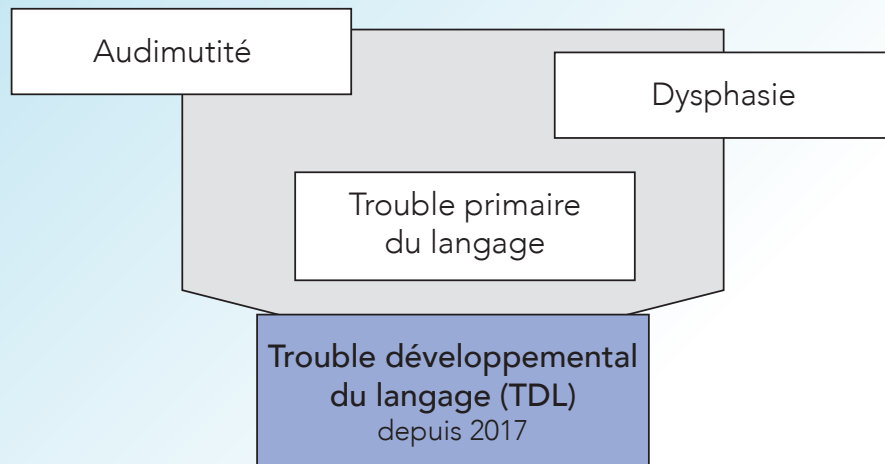 Audimutité
Dysphasie
Trouble primaire
du langage
Trouble développemental
du langage (TDL)
depuis 2017